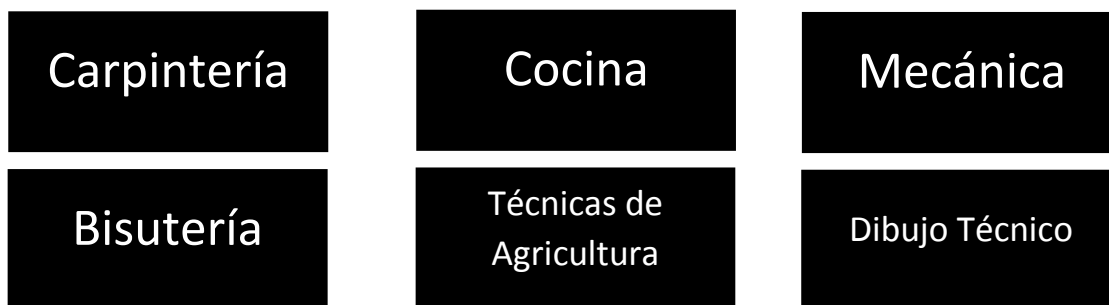 Carpintería
Cocina
Mecánica
Bisutería
Técnicas de
Agricultura
Dibujo Técnico